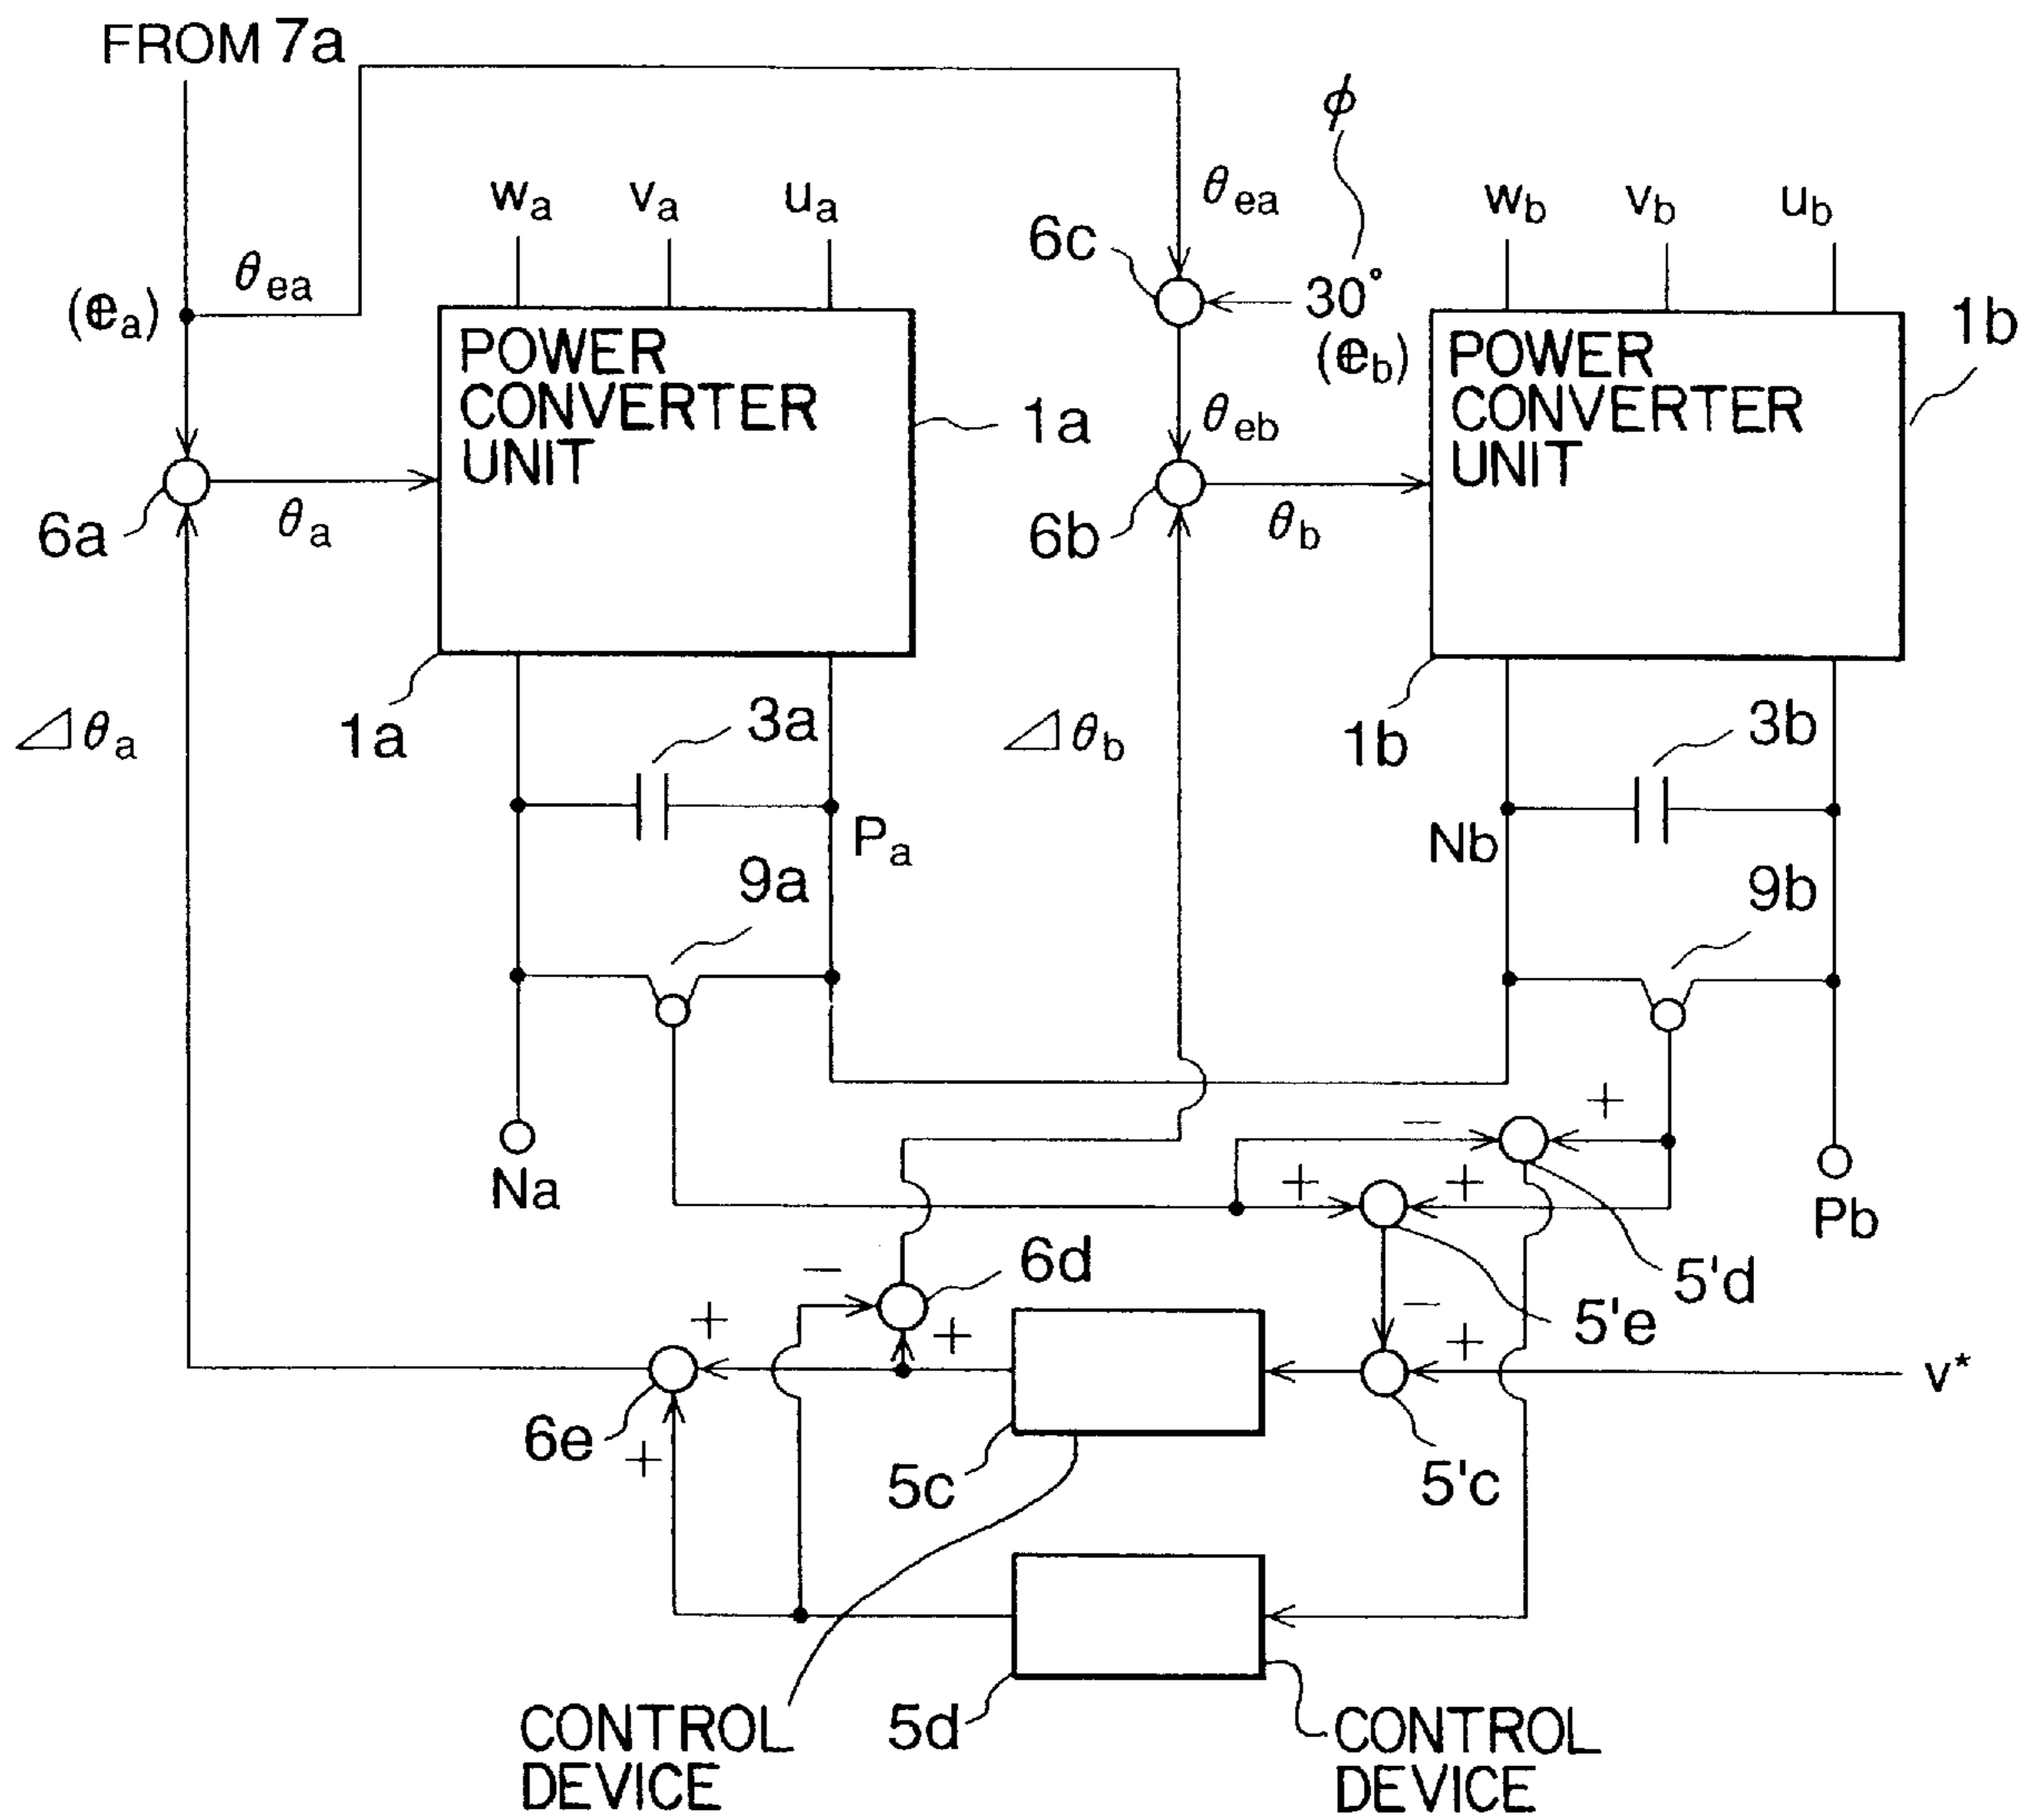 FROM 7a
φ
wa va ua
θea
wb vb ub
6c
θea
(ea)
30°
1b
POWER
CONVERTER
UNIT
(eb)
POWER
CONVERTER
UNIT
1a
θeb
6a
θa
6b
θb
1a
3a
1b
3b
⊿θa
⊿θb
Pa
Nb
9a
9b
+
−
Na
+
+
Pb
−
6d
5'd
+
+
−
5'e
+
v*
6e
+
5c
5'c
5d
CONTROL
DEVICE
CONTROL
DEVICE